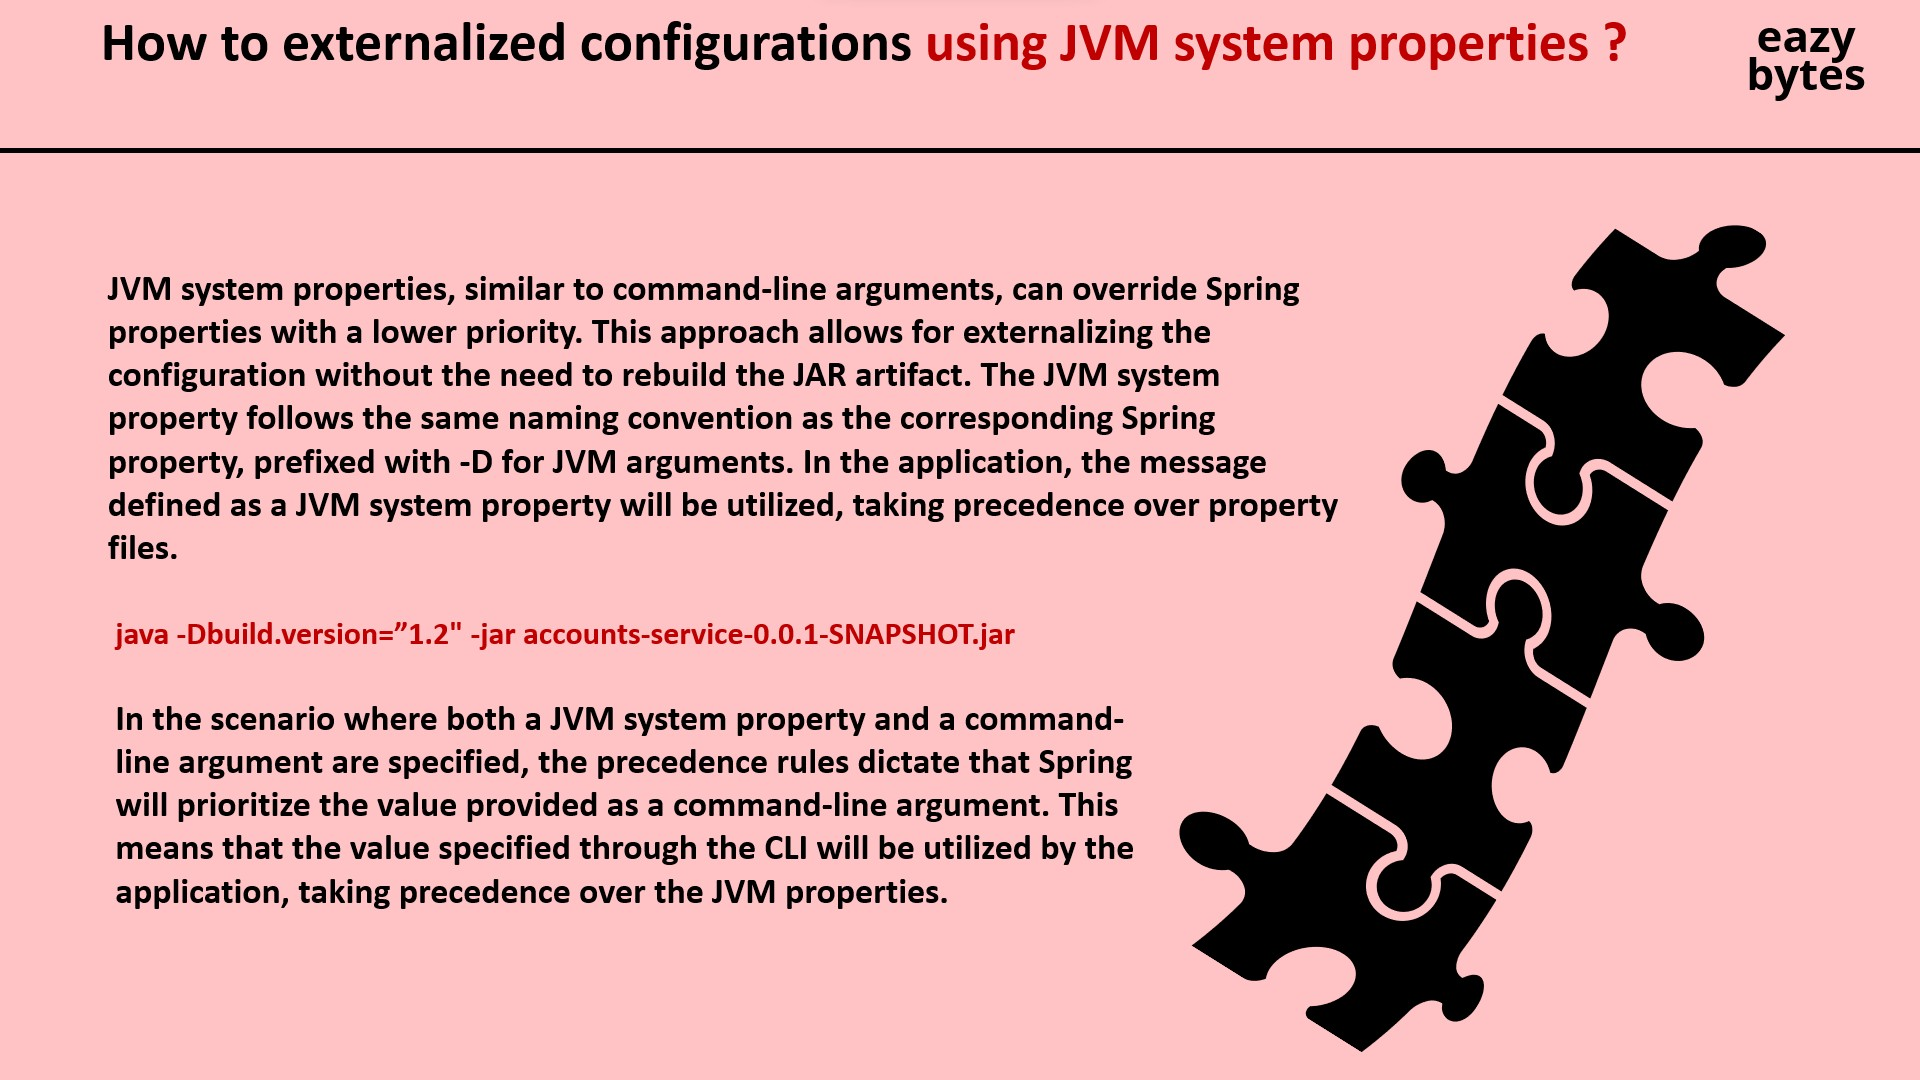 How to externalized configurations using JVM system properties ?
eazy
bytes
JVM system properties, similar to command-line arguments, can override Spring
properties with a lower priority. This approach allows for externalizing the
configuration without the need to rebuild the JAR artifact. The JVM system
property follows the same naming convention as the corresponding Spring
property, prefixed with -D for JVM arguments. In the application, the message
defined as a JVM system property will be utilized, taking precedence over property
files.
java -Dbuild.version=”1.2" -jar accounts-service-0.0.1-SNAPSHOT.jar
In the scenario where both a JVM system property and a command-
line argument are specified, the precedence rules dictate that Spring
will prioritize the value provided as a command-line argument. This
means that the value specified through the CLI will be utilized by the
application, taking precedence over the JVM properties.